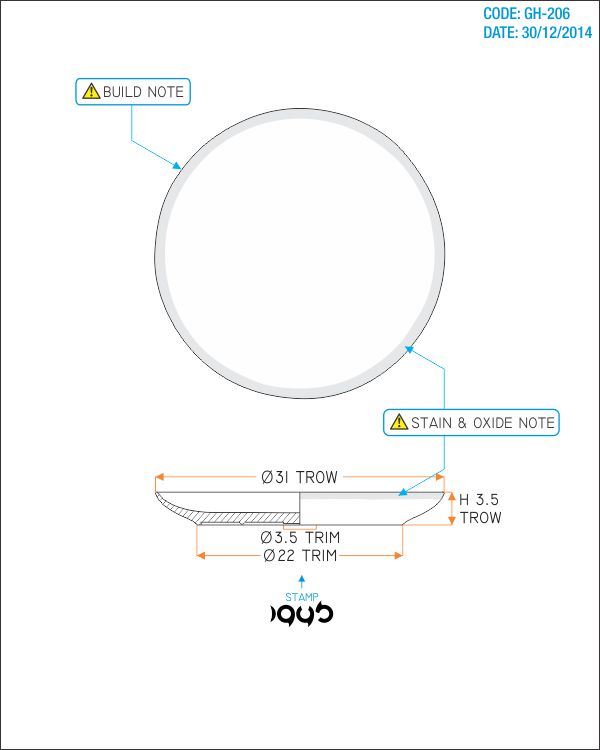 CODE: GH-206
DATE: 30/12/2014
BUILD NOTE
STAIN & OXIDE NOTE
Ø31 TROW
H 3.5
TROW
Ø3.5 TRIM
Ø22 TRIM
STAMP